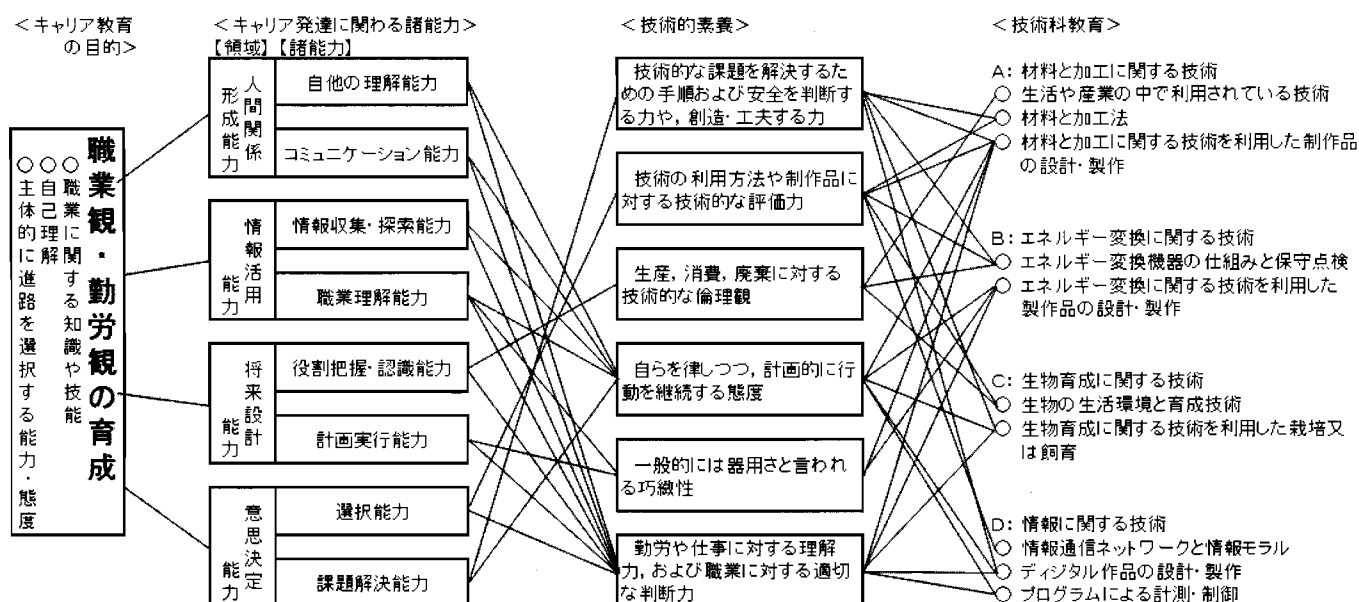 ＜キャリア教育
の目的＞
職業観・勤労観の育成
○職業に関する知識や技能
○自己理解
○主体的に進路を選択する能力・態度
＜キャリア発達に関わる諸能力＞
【領域】【諸能力】
人間関係
形成能力
自他の理解能力
コミュニケーション能力
情報活用
能力
情報収集・探索能力
職業理解能力
将来設計
能力
役割把握・認識能力
計画実行能力
意思決定
能力
選択能力
課題解決能力
＜技術的素養＞
技術的な課題を解決するた
めの手順および安全を判断す
る力や，創造・工夫する力
技術の利用方法や制作品に
対する技術的な評価力
生産，消費，廃棄に対する
技術的な倫理観
自らを律しつつ，計画的に行
動を継続する態度
一般的には器用さと言われ
る巧緻性
勤労や仕事に対する理解
力，および職業に対する適切
な判断力
＜技術科教育＞
A：材料と加工に関する技術
○生活や産業の中で利用されている技術
○材料と加工法
○材料と加工に関する技術を利用した制作品
の設計・製作
B：エネルギー変換に関する技術
○エネルギー変換機器の仕組みと保守点検
○エネルギー変換に関する技術を利用した
製作品の設計・製作
C：生物育成に関する技術
○生物の生活環境と育成技術
○生物育成に関する技術を利用した栽培又
は飼育
D：情報に関する技術
○情報通信ネットワークと情報モラル
○ディジタル作品の設計・製作
○プログラムによる計測・制御